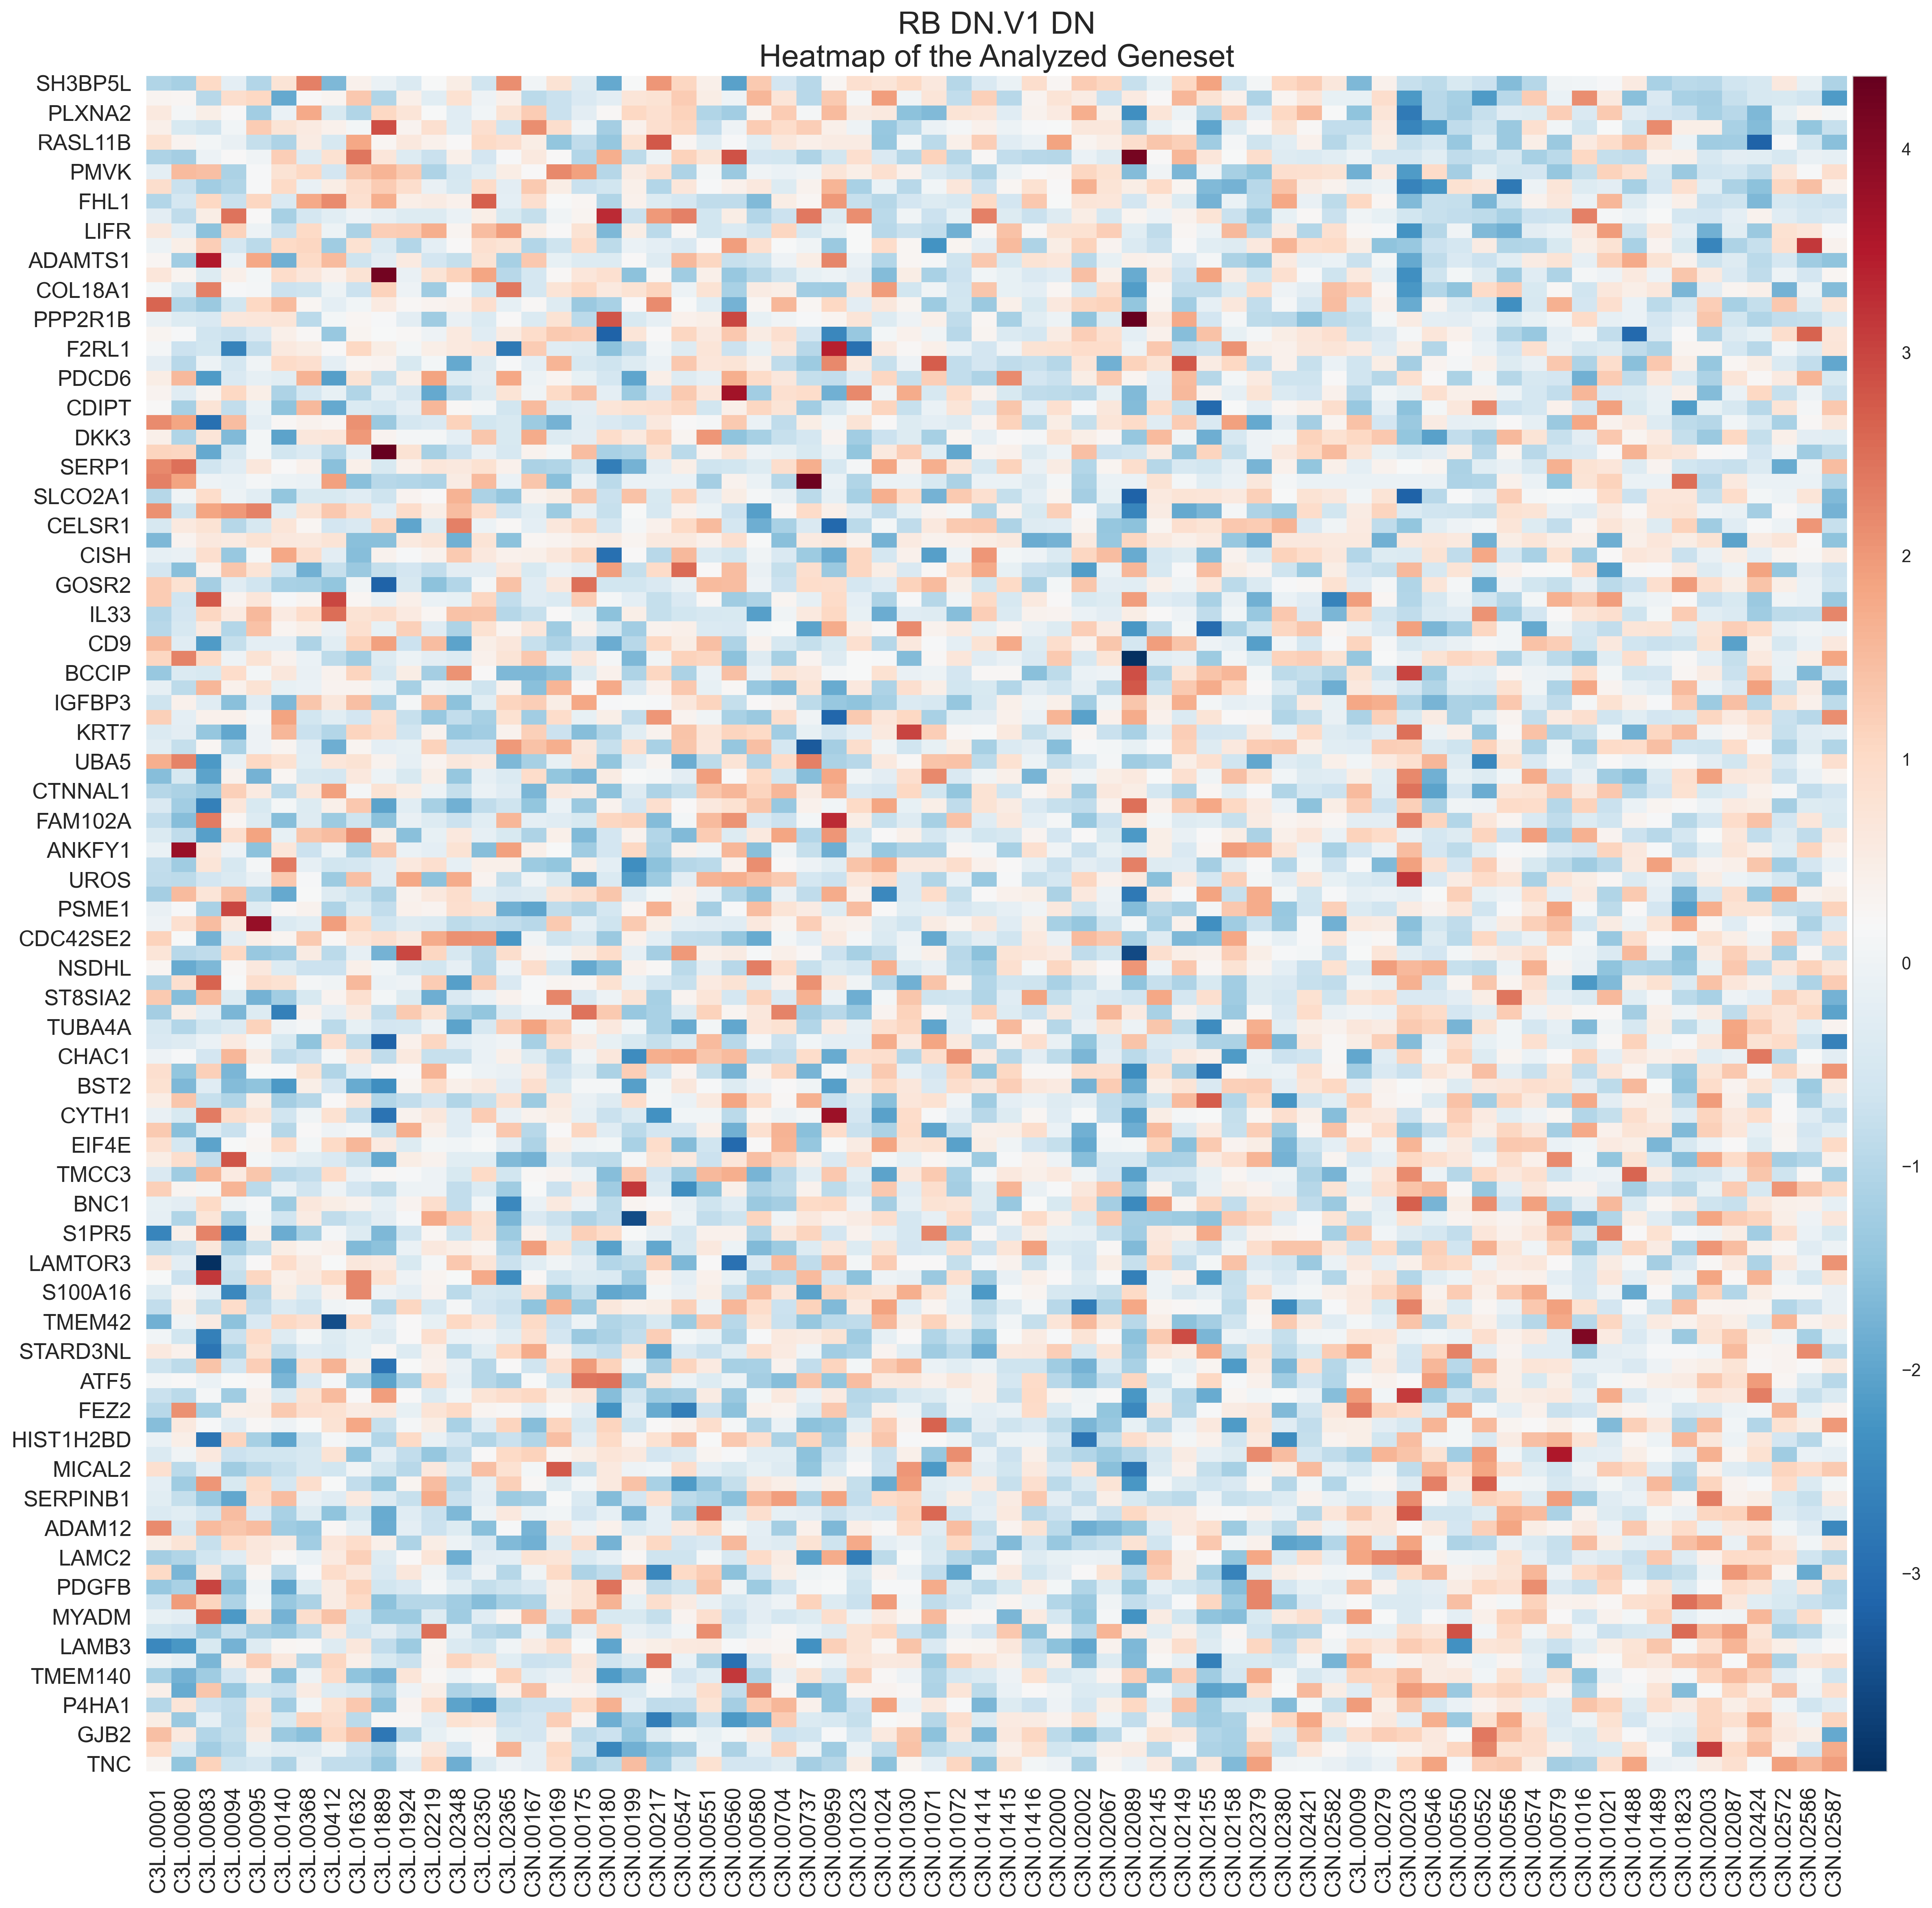 RB DN.V1 DN
Heatmap of the Analyzed Geneset
SH3BP5L
PLXNA2
RASL11B
PMVK
FHL1
LIFR
ADAMTS1
COL18A1
PPP2R1B
F2RL1
PDCD6
CDIPT
DKK3
SERP1
SLCO2A1
CELSR1
CISH
GOSR2
IL33
CD9
BCCIP
IGFBP3
KRT7
UBA5
CTNNAL1
FAM102A
ANKFY1
UROS
PSME1
CDC42SE2
NSDHL
ST8SIA2
TUBA4A
CHAC1
BST2
CYTH1
EIF4E
TMCC3
BNC1
S1PR5
LAMTOR3
S100A16
TMEM42
STARD3NL
ATF5
FEZ2
HIST1H2BD
MICAL2
SERPINB1
ADAM12
LAMC2
PDGFB
MYADM
LAMB3
TMEM140
P4HA1
GJB2
TNC
C3L.00001
C3L.00080
C3L.00083
C3L.00094
C3L.00095
C3L.00140
C3L.00368
C3L.00412
C3L.01632
C3L.01889
C3L.01924
C3L.02219
C3L.02348
C3L.02350
C3L.02365
C3N.00167
C3N.00169
C3N.00175
C3N.00180
C3N.00199
C3N.00217
C3N.00547
C3N.00551
C3N.00560
C3N.00580
C3N.00704
C3N.00737
C3N.00959
C3N.01023
C3N.01024
C3N.01030
C3N.01071
C3N.01072
C3N.01414
C3N.01415
C3N.01416
C3N.02000
C3N.02002
C3N.02067
C3N.02089
C3N.02145
C3N.02149
C3N.02155
C3N.02158
C3N.02379
C3N.02380
C3N.02421
C3N.02582
C3L.00009
C3L.00279
C3N.00203
C3N.00546
C3N.00550
C3N.00552
C3N.00556
C3N.00574
C3N.00579
C3N.01016
C3N.01021
C3N.01488
C3N.01489
C3N.01823
C3N.02003
C3N.02087
C3N.02424
C3N.02572
C3N.02586
C3N.02587
4
3
2
1
0
−1
−2
−3